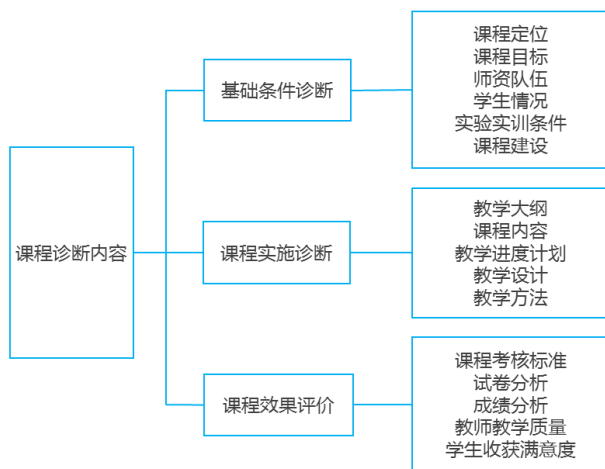 课程诊断内容
基础条件诊断
课程定位
课程目标
师资队伍
学生情况
实验实训条件
课程建设
课程实施诊断
教学大纲
课程内容
教学进度计划
教学设计
教学方法
课程效果评价
课程考核标准
试卷分析
成绩分析
教师教学质量
学生收获满意度